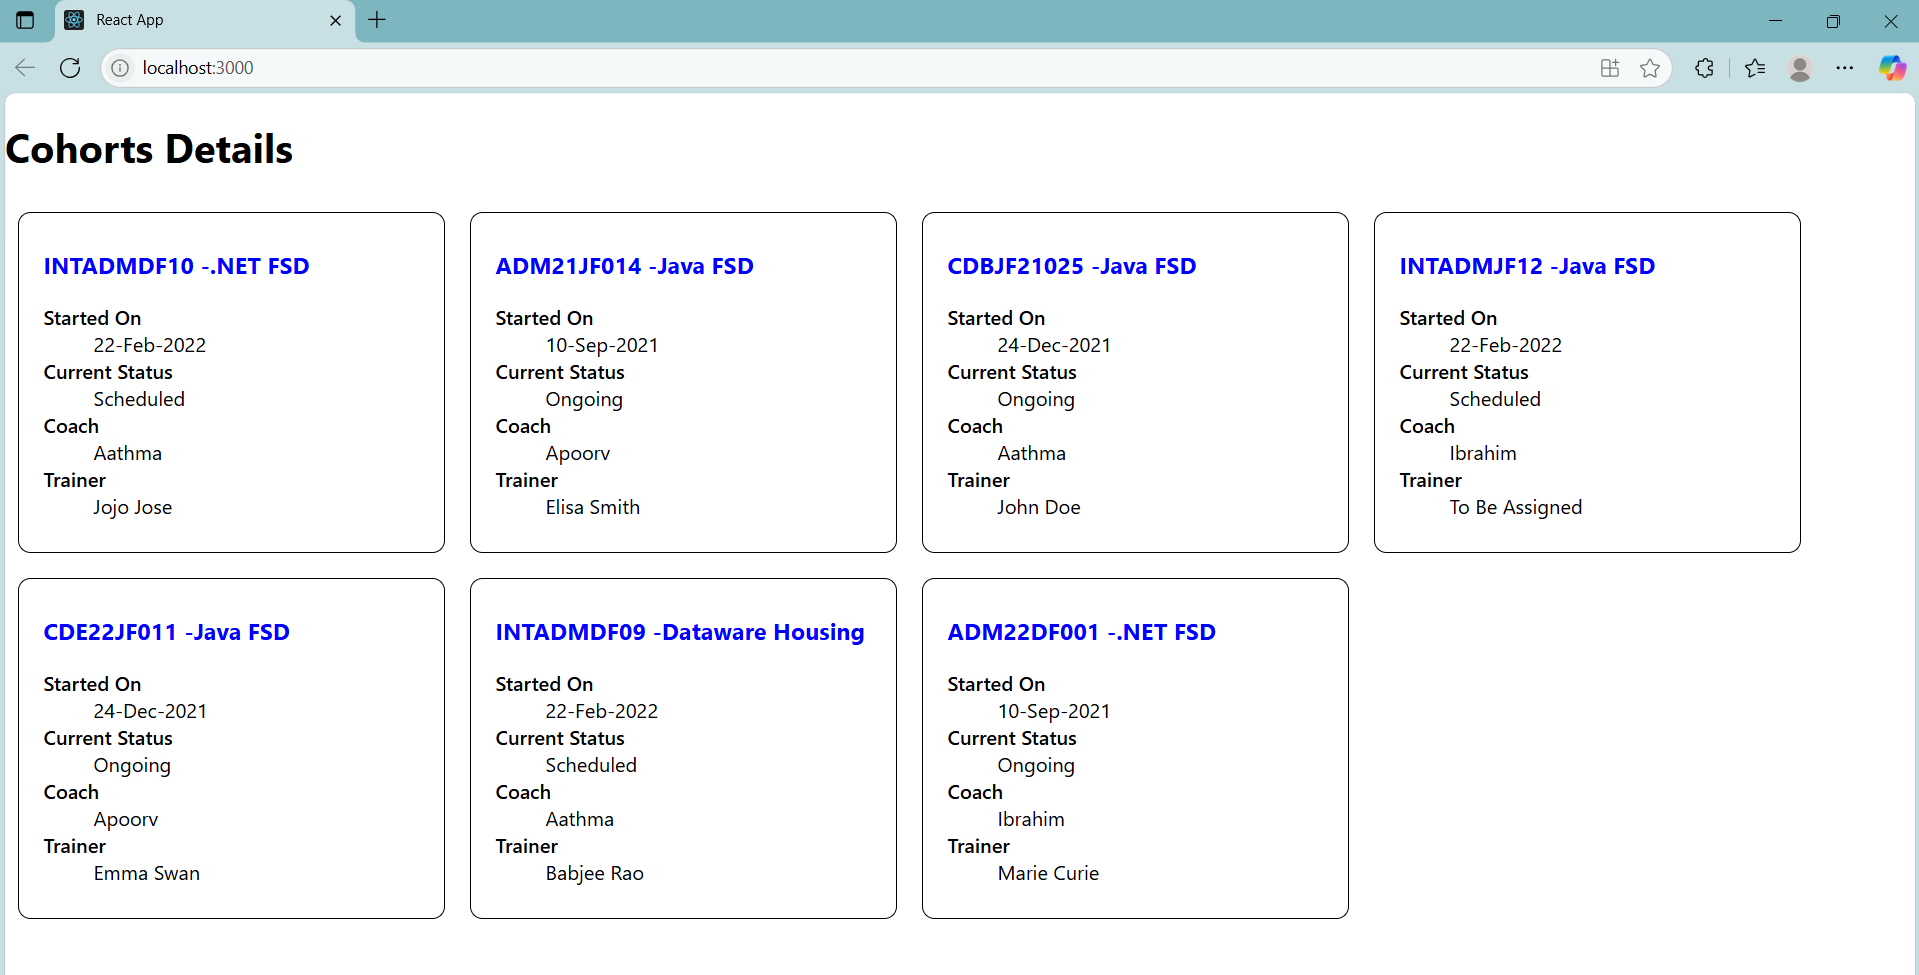 React App
localhost:3000
Cohorts Details
INTADMDF10 -.NET FSD
Started On
22-Feb-2022
Current Status
Scheduled
Coach
Aathma
Trainer
Jojo Jose
ADM21JF014 -Java FSD
Started On
10-Sep-2021
Current Status
Ongoing
Coach
Apoorv
Trainer
Elisa Smith
CDBJF21025 -Java FSD
Started On
24-Dec-2021
Current Status
Ongoing
Coach
Aathma
Trainer
John Doe
INTADMJF12 -Java FSD
Started On
22-Feb-2022
Current Status
Scheduled
Coach
Ibrahim
Trainer
To Be Assigned
CDE22JF011 -Java FSD
Started On
24-Dec-2021
Current Status
Ongoing
Coach
Apoorv
Trainer
Emma Swan
INTADMDF09 -Dataware Housing
Started On
22-Feb-2022
Current Status
Scheduled
Coach
Aathma
Trainer
Babjee Rao
ADM22DF001 -.NET FSD
Started On
10-Sep-2021
Current Status
Ongoing
Coach
Ibrahim
Trainer
Marie Curie